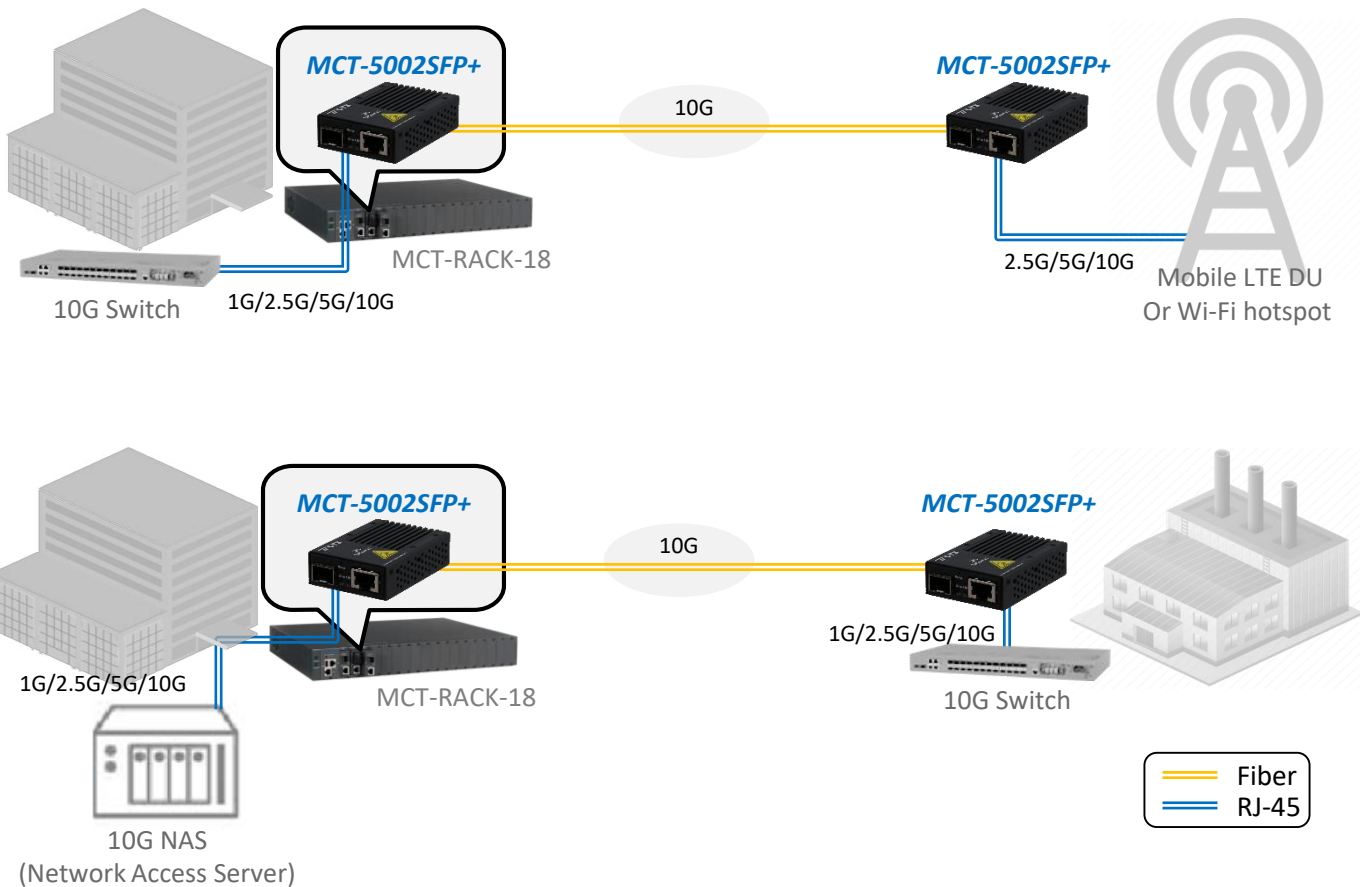 MCT-5002SFP+
MCT-5002SFP+
10G
MCT-RACK-18
2.5G/5G/10G
10G Switch
1G/2.5G/5G/10G
Mobile LTE DU
Or Wi-Fi hotspot
MCT-5002SFP+
MCT-5002SFP+
10G
1G/2.5G/5G/10G
1G/2.5G/5G/10G
MCT-RACK-18
10G Switch
10G NAS
(Network Access Server)
Fiber
RJ-45